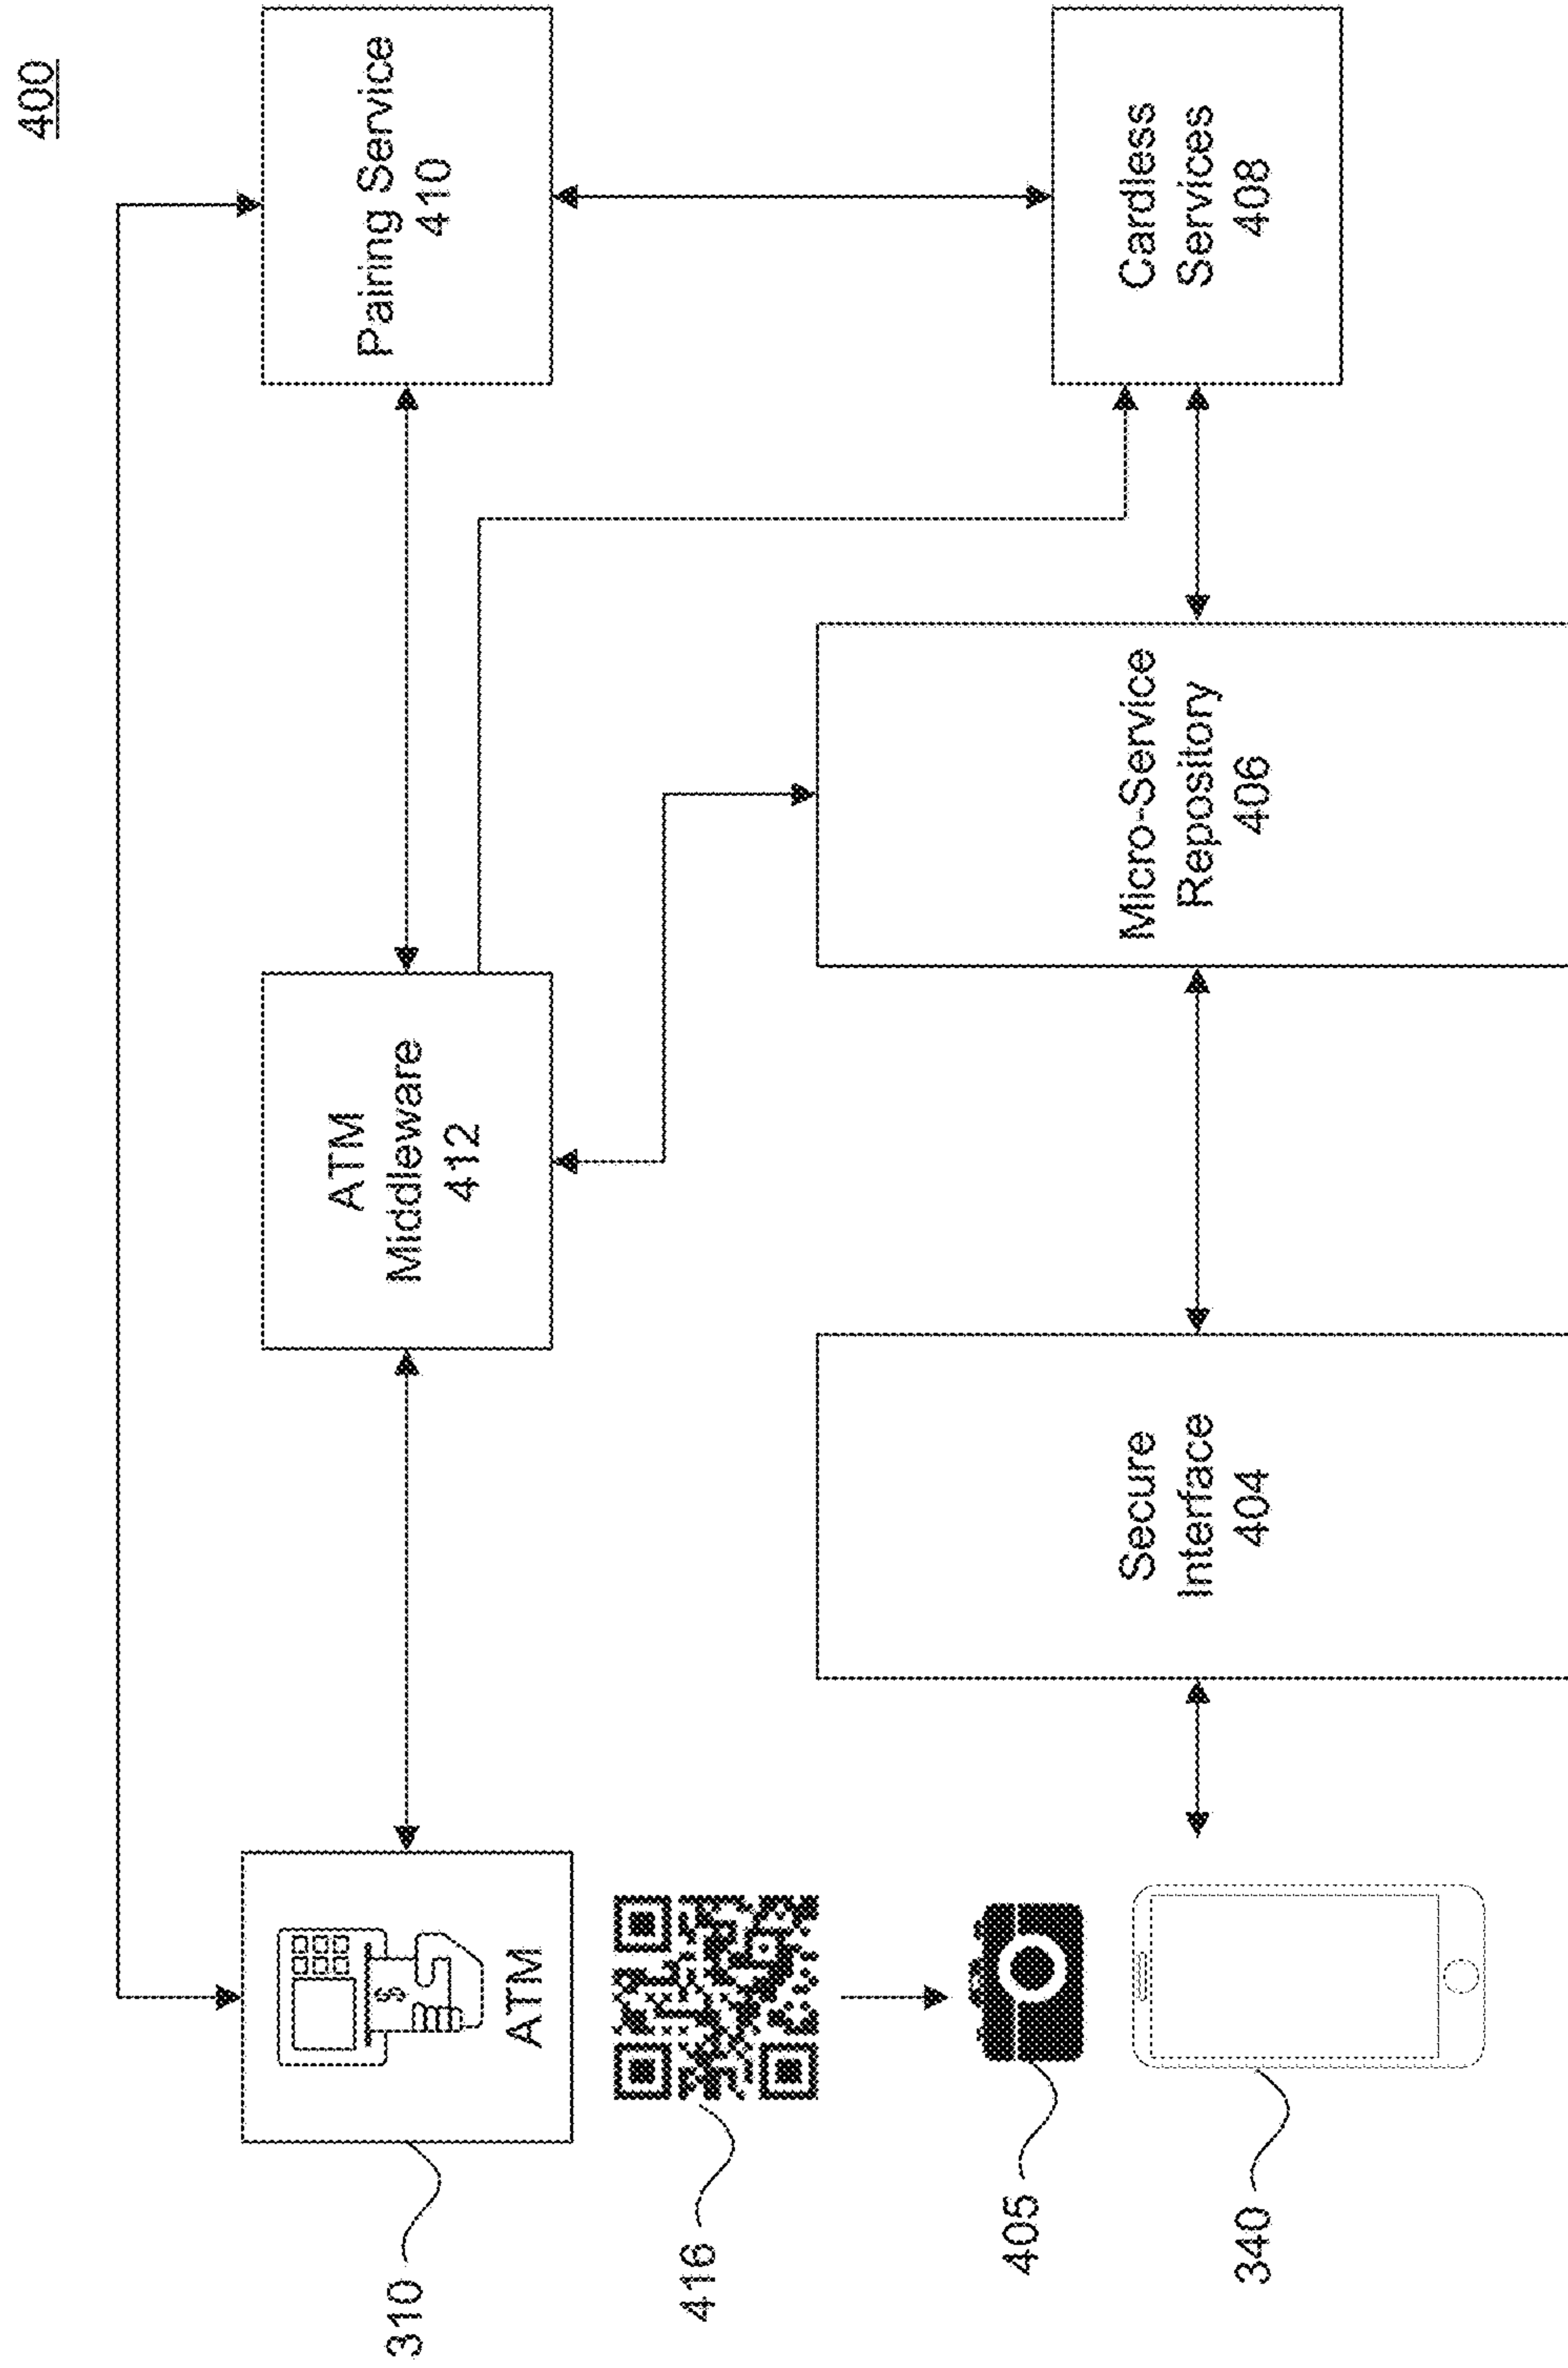 400
310
ATM
ATM
Middleware
412
Pairing Service
410
416
405
340
Secure
Interface
404
Micro-Service
Repository
406
Cardless
Services
408
$